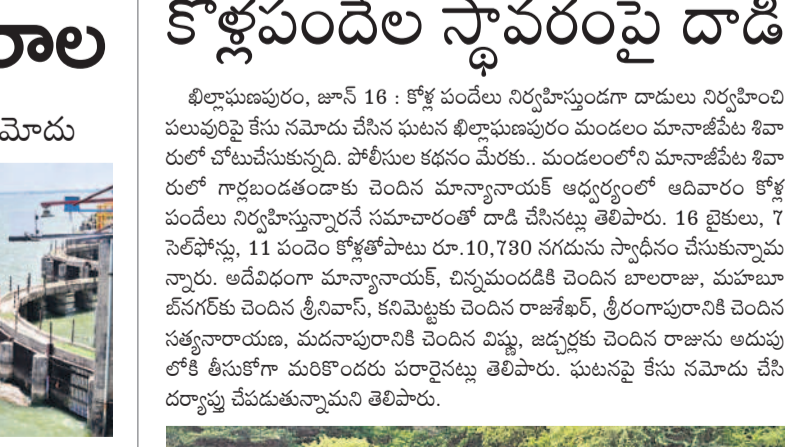 రాల
మోదు
కోళ్లపందేల స్థావరంపై దాడి
ఖిల్లాఘణపురం, జూన్ 16 : కోళ్ల పందేలు నిర్వహిస్తుండగా దాడులు నిర్వహించి
పలువురిపై కేసు నమోదు చేసిన ఘటన ఖిల్లాఘణపురం మండలం మానాజీపేట శివా
రులో చోటుచేసుకున్నది. పోలీసుల కథనం మేరకు.. మండలంలోని మానాజీపేట శివా
రులో గార్లబండతండాకు చెందిన మాన్యానాయక్ ఆధ్వర్యంలో ఆదివారం కోళ్ల
పందేలు నిర్వహిస్తున్నారనే సమాచారంతో దాడి చేసినట్లు తెలిపారు. 16 బైకులు, 7
సెల్‌ఫోన్లు, 11 పందెం కోళ్లతోపాటు రూ.10,730 నగదును స్వాధీనం చేసుకున్నామ
న్నారు. అదేవిధంగా మాన్యానాయక్, చిన్నమందడికి చెందిన బాలరాజు, మహబూ
బ్‌నగర్‌కు చెందిన శ్రీనివాస్, కనిమెట్టకు చెందిన రాజశేఖర్, శ్రీరంగాపురానికి చెందిన
సత్యనారాయణ, మదనాపురానికి చెందిన విష్ణు, జడ్చర్లకు చెందిన రాజును అదుపు
లోకి తీసుకోగా మరికొందరు పరారైనట్లు తెలిపారు. ఘటనపై కేసు నమోదు చేసి
దర్యాప్తు చేపడుతున్నామని తెలిపారు.